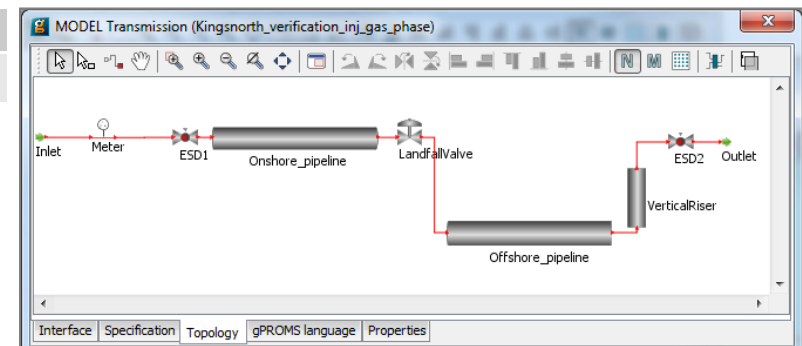 MODEL Transmission (Kingsnorth_verification_inj_gas_phase)
N M
Inlet
Meter
ESD1
Onshore_pipeline
LandfallValve
ESD2
Outlet
VerticalRiser
Offshore_pipeline
Interface Specification Topology gPROMS language Properties